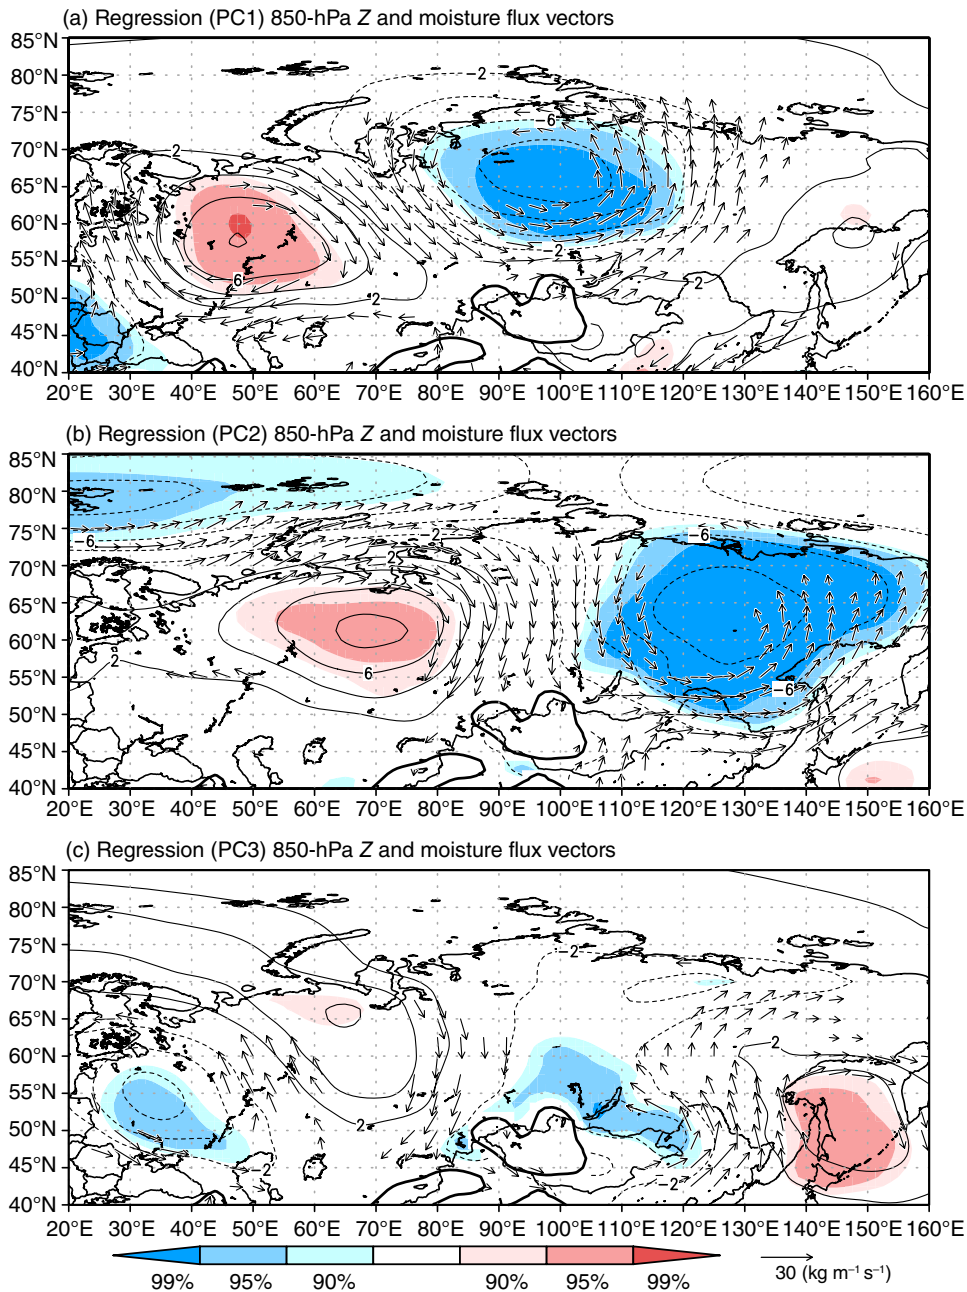 (a) Regression (PC1) 850-hPa Z and moisture flux vectors
85°N
80°N
75°N
70°N
65°N
60°N
55°N
50°N
45°N
40°N
-2
-6
2
-2
6
2
2
20°E 30°E 40°E 50°E 60°E 70°E 80°E 90°E 100°E 110°E 120°E 130°E 140°E 150°E 160°E
(b) Regression (PC2) 850-hPa Z and moisture flux vectors
85°N
80°N
75°N
70°N
65°N
60°N
55°N
50°N
45°N
40°N
-6
-2
2
-6
2
6
-6
20°E 30°E 40°E 50°E 60°E 70°E 80°E 90°E 100°E 110°E 120°E 130°E 140°E 150°E 160°E
(c) Regression (PC3) 850-hPa Z and moisture flux vectors
85°N
80°N
75°N
70°N
65°N
60°N
55°N
50°N
45°N
40°N
-2
2
2
-2
-2
20°E 30°E 40°E 50°E 60°E 70°E 80°E 90°E 100°E 110°E 120°E 130°E 140°E 150°E 160°E
99% 95% 90% 90% 95% 99%
30 (kg m⁻¹ s⁻¹)